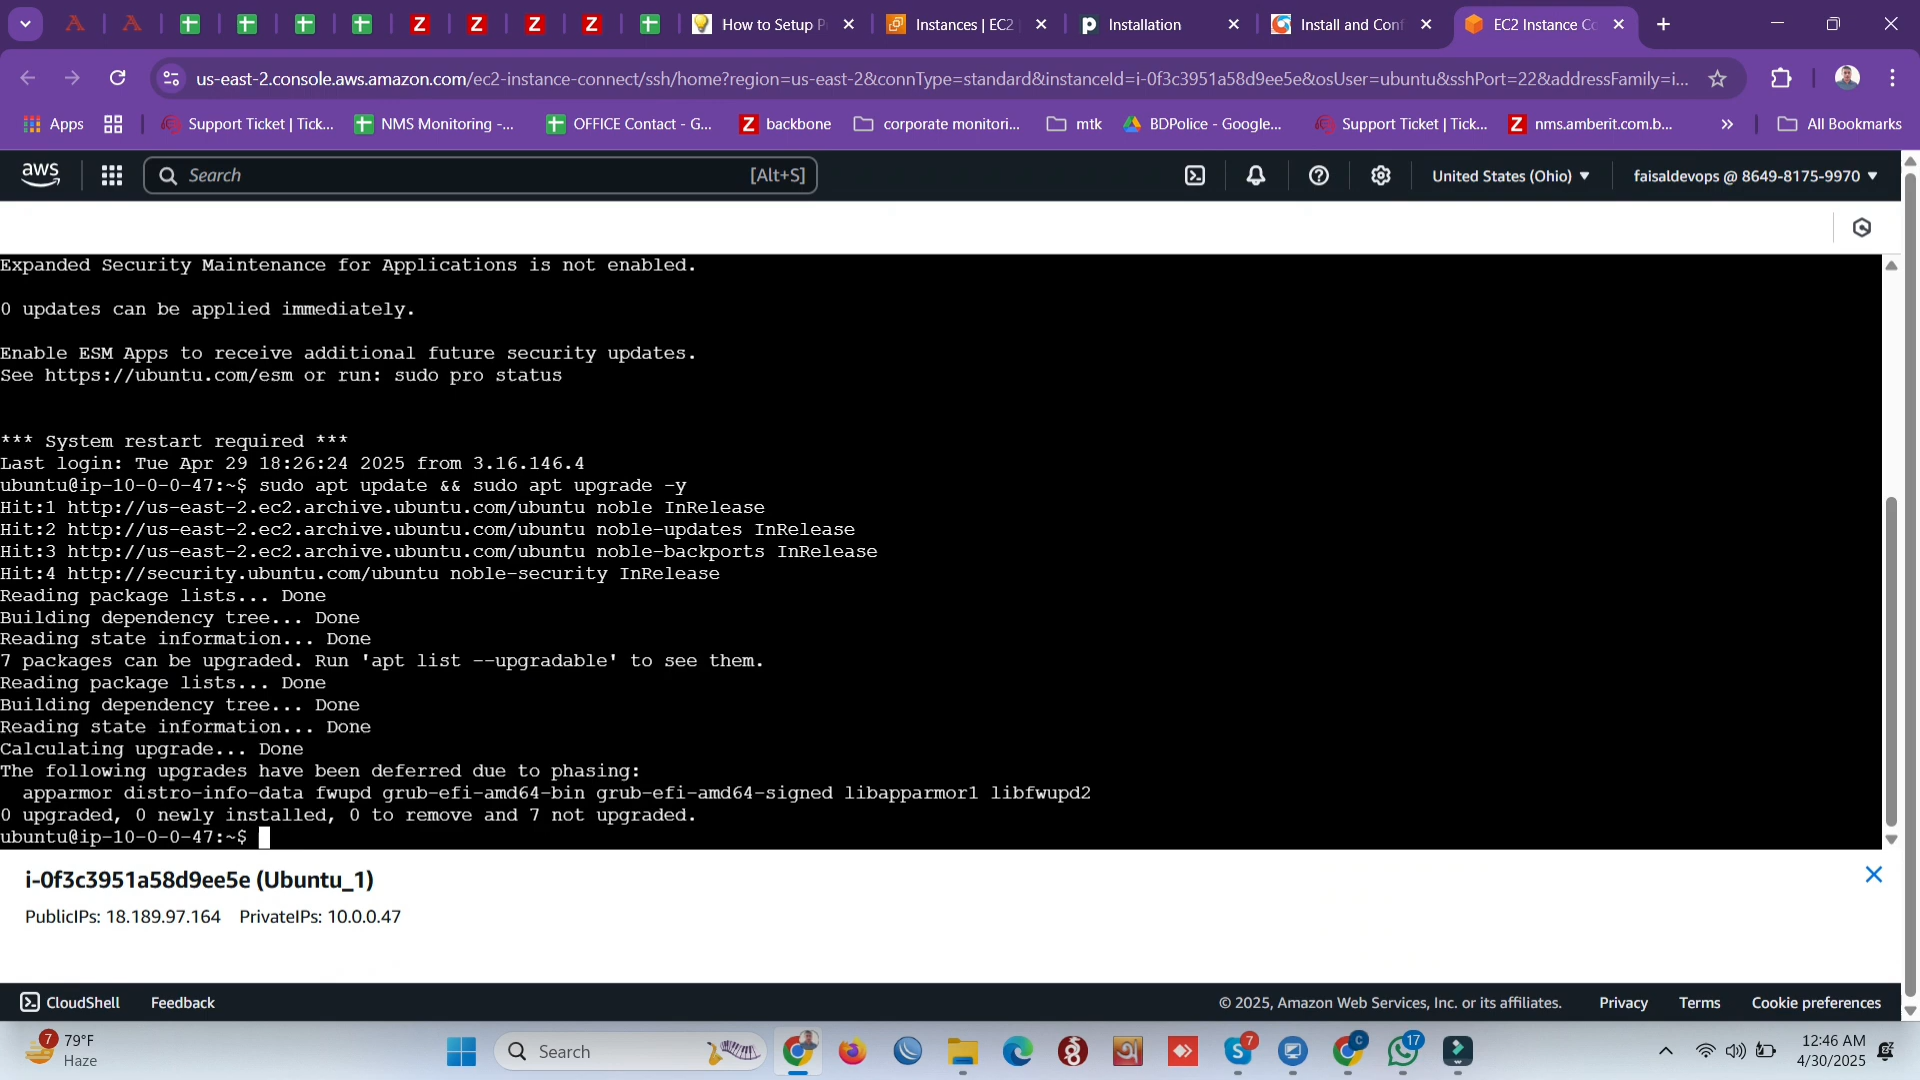 How to Setup P
Instances | EC2
Installation
Install and Conf
EC2 Instance Co
us-east-2.console.aws.amazon.com/ec2-instance-connect/ssh/home?region=us-east-2&connType=standard&instanceId=i-0f3c3951a58d9ee5e&osUser=ubuntu&sshPort=22&addressFamily=i...
Apps
Support Ticket | Tick...
NMS Monitoring -...
OFFICE Contact - G...
Z backbone
corporate monitori...
mtk
BDPolice - Google...
Support Ticket | Tick...
Z nms.amberit.com.b...
All Bookmarks
aws
Search
[Alt+S]
United States (Ohio)
faisaldevops @ 8649-8175-9970
Expanded Security Maintenance for Applications is not enabled.
0 updates can be applied immediately.
Enable ESM Apps to receive additional future security updates.
See https://ubuntu.com/esm or run: sudo pro status
*** System restart required ***
Last login: Tue Apr 29 18:26:24 2025 from 3.16.146.4
ubuntu@ip-10-0-0-47:~$ sudo apt update && sudo apt upgrade -y
Hit:1 http://us-east-2.ec2.archive.ubuntu.com/ubuntu noble InRelease
Hit:2 http://us-east-2.ec2.archive.ubuntu.com/ubuntu noble-updates InRelease
Hit:3 http://us-east-2.ec2.archive.ubuntu.com/ubuntu noble-backports InRelease
Hit:4 http://security.ubuntu.com/ubuntu noble-security InRelease
Reading package lists... Done
Building dependency tree... Done
Reading state information... Done
7 packages can be upgraded. Run 'apt list --upgradable' to see them.
Reading package lists... Done
Building dependency tree... Done
Reading state information... Done
Calculating upgrade... Done
The following upgrades have been deferred due to phasing:
apparmor distro-info-data fwupd grub-efi-amd64-bin grub-efi-amd64-signed libapparmor1 libfwupd2
0 upgraded, 0 newly installed, 0 to remove and 7 not upgraded.
ubuntu@ip-10-0-0-47:~$
i-0f3c3951a58d9ee5e (Ubuntu_1)
PublicIPs: 18.189.97.164 PrivateIPs: 10.0.0.47
CloudShell
Feedback
© 2025, Amazon Web Services, Inc. or its affiliates.
Privacy
Terms
Cookie preferences
7
79°F
Haze
Search
7
C
17
12:46 AM
4/30/2025